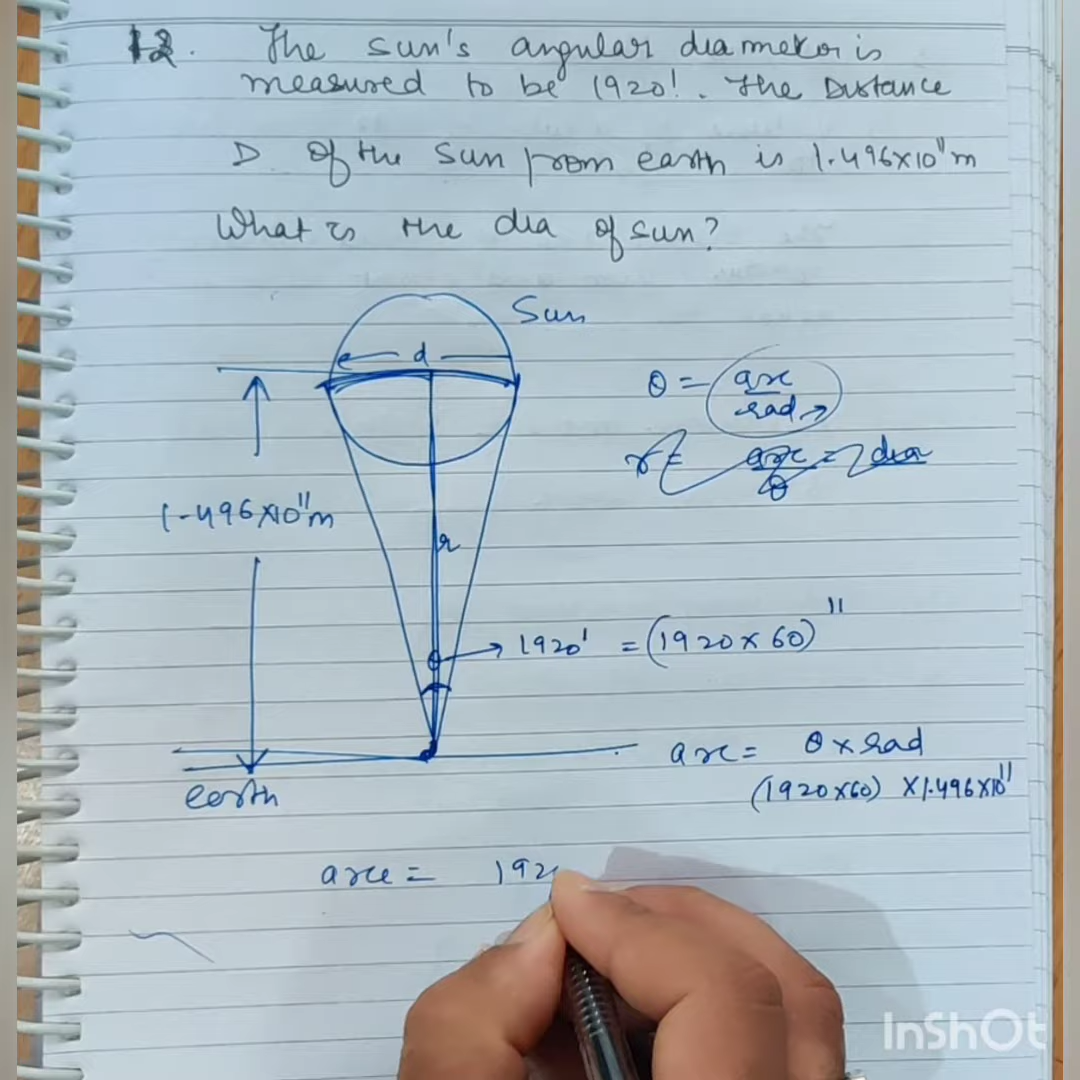 12. The sun's angular diameter is
measured to be 1920'. The Distance
D of the sun from earth is 1.496×10¹¹m
What is the dia of sun?
Sun
d
θ = arc/rad
arc/θ = dia
1.496×10¹¹m
r
1920' = (1920×60)''
arc = θ×rad
(1920×60) ×1.496×10¹¹
earth
arc = 192
InShOt